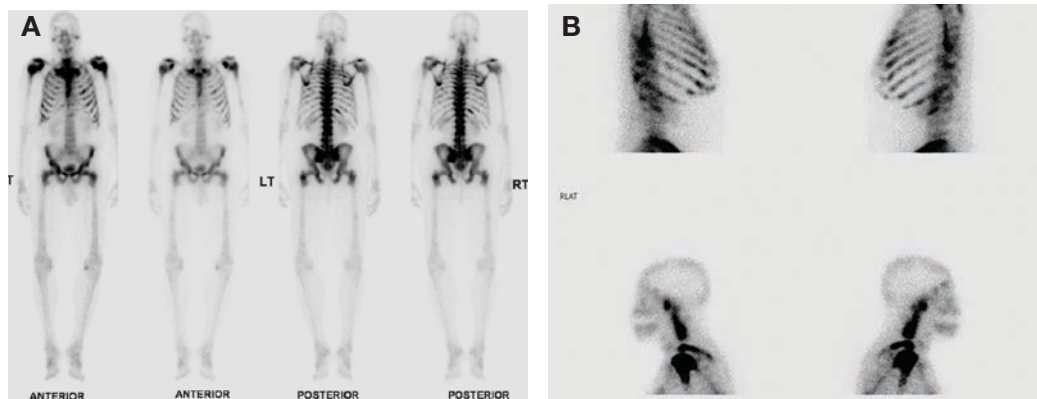 A
B
T
LT
RT
RLAT
ANTERIOR
ANTERIOR
POSTERIOR
POSTERIOR